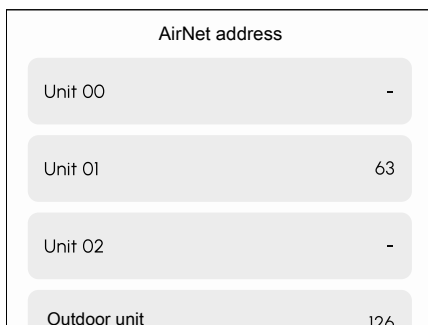 AirNet address
Unit 00 -
Unit 01 63
Unit 02 -
Outdoor unit 126